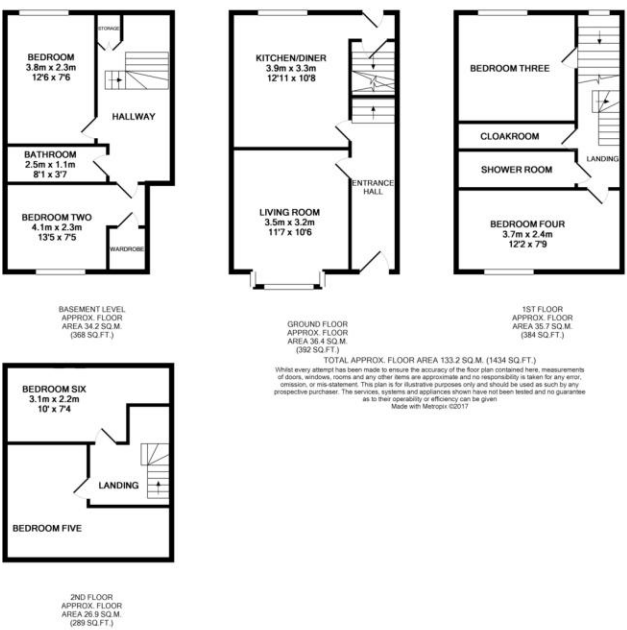 STORAGE
BEDROOM
3.8m x 2.3m
12'6 x 7'6
HALLWAY
BATHROOM
2.5m x 1.1m
8'1 x 3'7
BEDROOM TWO
4.1m x 2.3m
13'5 x 7'5
WARDROBE
BASEMENT LEVEL
APPROX. FLOOR
AREA 34.2 SQ.M.
(368 SQ.FT.)
KITCHEN/DINER
3.9m x 3.3m
12'11 x 10'8
LIVING ROOM
3.5m x 3.2m
11'7 x 10'6
ENTRANCE
HALL
GROUND FLOOR
APPROX. FLOOR
AREA 36.4 SQ.M.
(392 SQ.FT.)
BEDROOM THREE
CLOAKROOM
SHOWER ROOM
LANDING
BEDROOM FOUR
3.7m x 2.4m
12'2 x 7'9
1ST FLOOR
APPROX. FLOOR
AREA 35.7 SQ.M.
(384 SQ.FT.)
TOTAL APPROX. FLOOR AREA 133.2 SQ.M. (1434 SQ.FT.)
Whilst every attempt has been made to ensure the accuracy of the floor plan contained here, measurements
of doors, windows, rooms and any other items are approximate and no responsibility is taken for any error,
omission, or mis-statement. This plan is for illustrative purposes only and should be used as such by any
prospective purchaser. The services, systems and appliances shown have not been tested and no guarantee
as to their operability or efficiency can be given
Made with Metropix ©2017
BEDROOM SIX
3.1m x 2.2m
10' x 7'4
LANDING
BEDROOM FIVE
2ND FLOOR
APPROX. FLOOR
AREA 26.9 SQ.M.
(289 SQ.FT.)